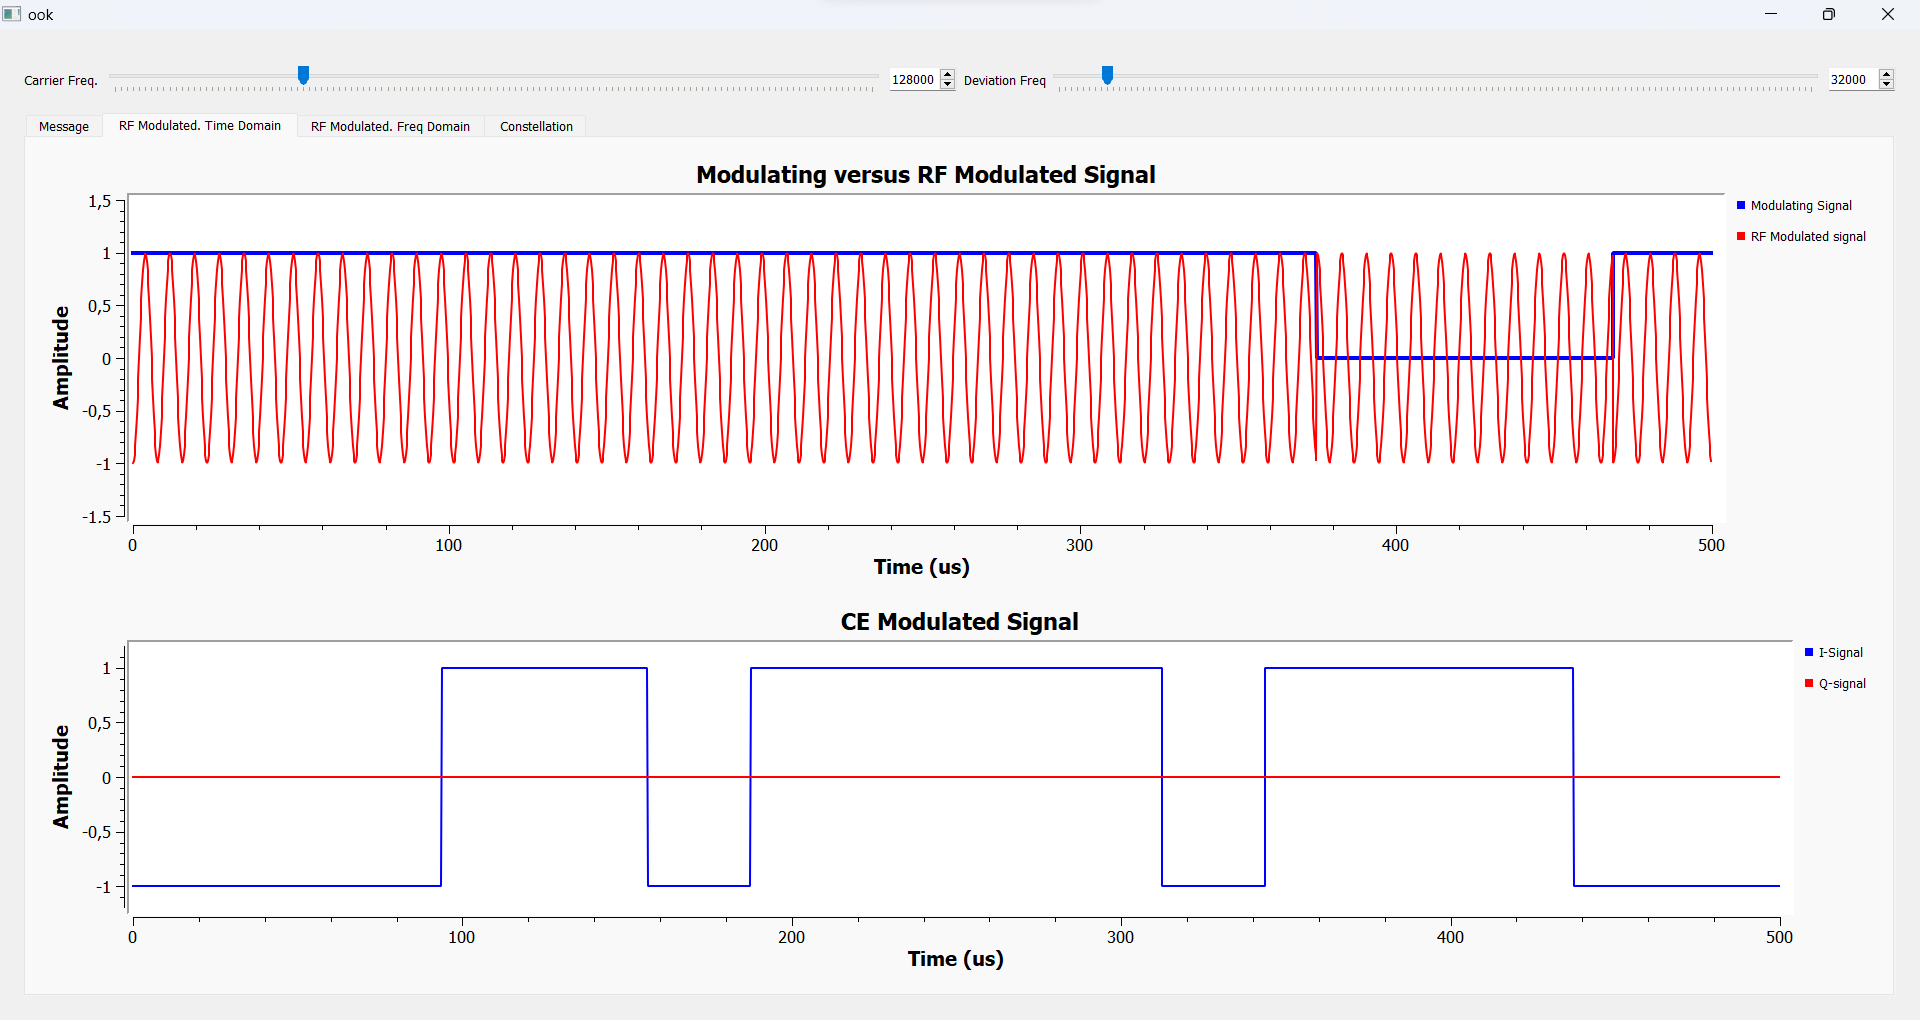 ook
Carrier Freq.
128000
Deviation Freq
32000
Message
RF Modulated. Time Domain
RF Modulated. Freq Domain
Constellation
Modulating versus RF Modulated Signal
1,5
1
0,5
0
-0,5
-1
-1.5
Amplitude
0
100
200
300
400
500
Time (us)
Modulating Signal
RF Modulated signal
CE Modulated Signal
1
0,5
0
-0,5
-1
Amplitude
0
100
200
300
400
500
Time (us)
I-Signal
Q-signal